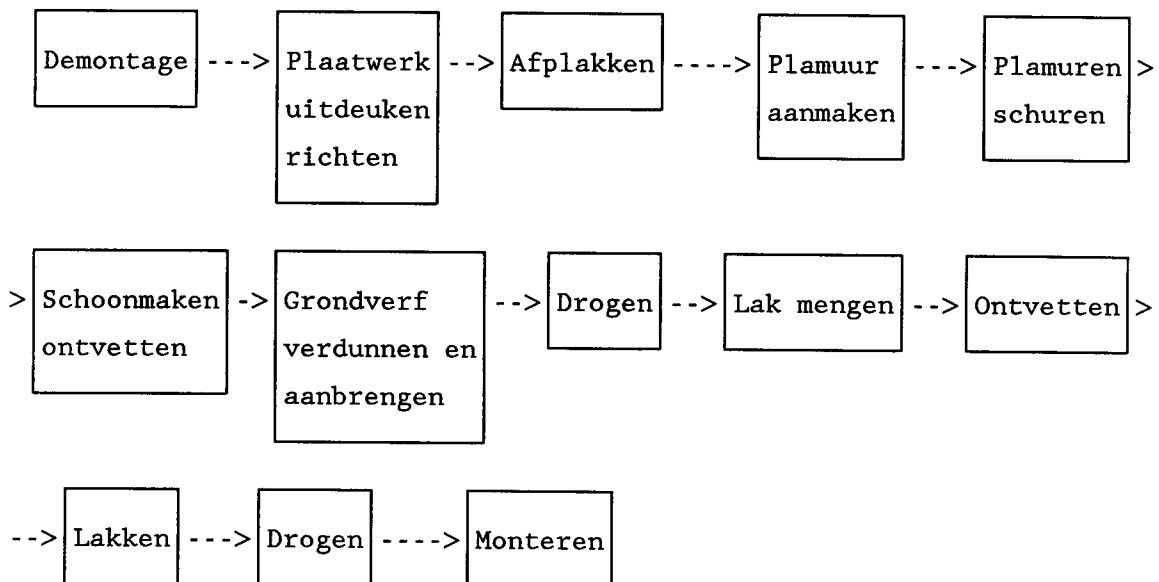 Demontage ---> Plaatwerk --> Afplakken ----> Plamuur ---> Plamuren >
uitdeuken aanmaken schuren
richten
> Schoonmaken -> Grondverf --> Drogen --> Lak mengen --> Ontvetten >
ontvetten verdunnen en
aanbrengen
--> Lakken ---> Drogen ----> Monteren